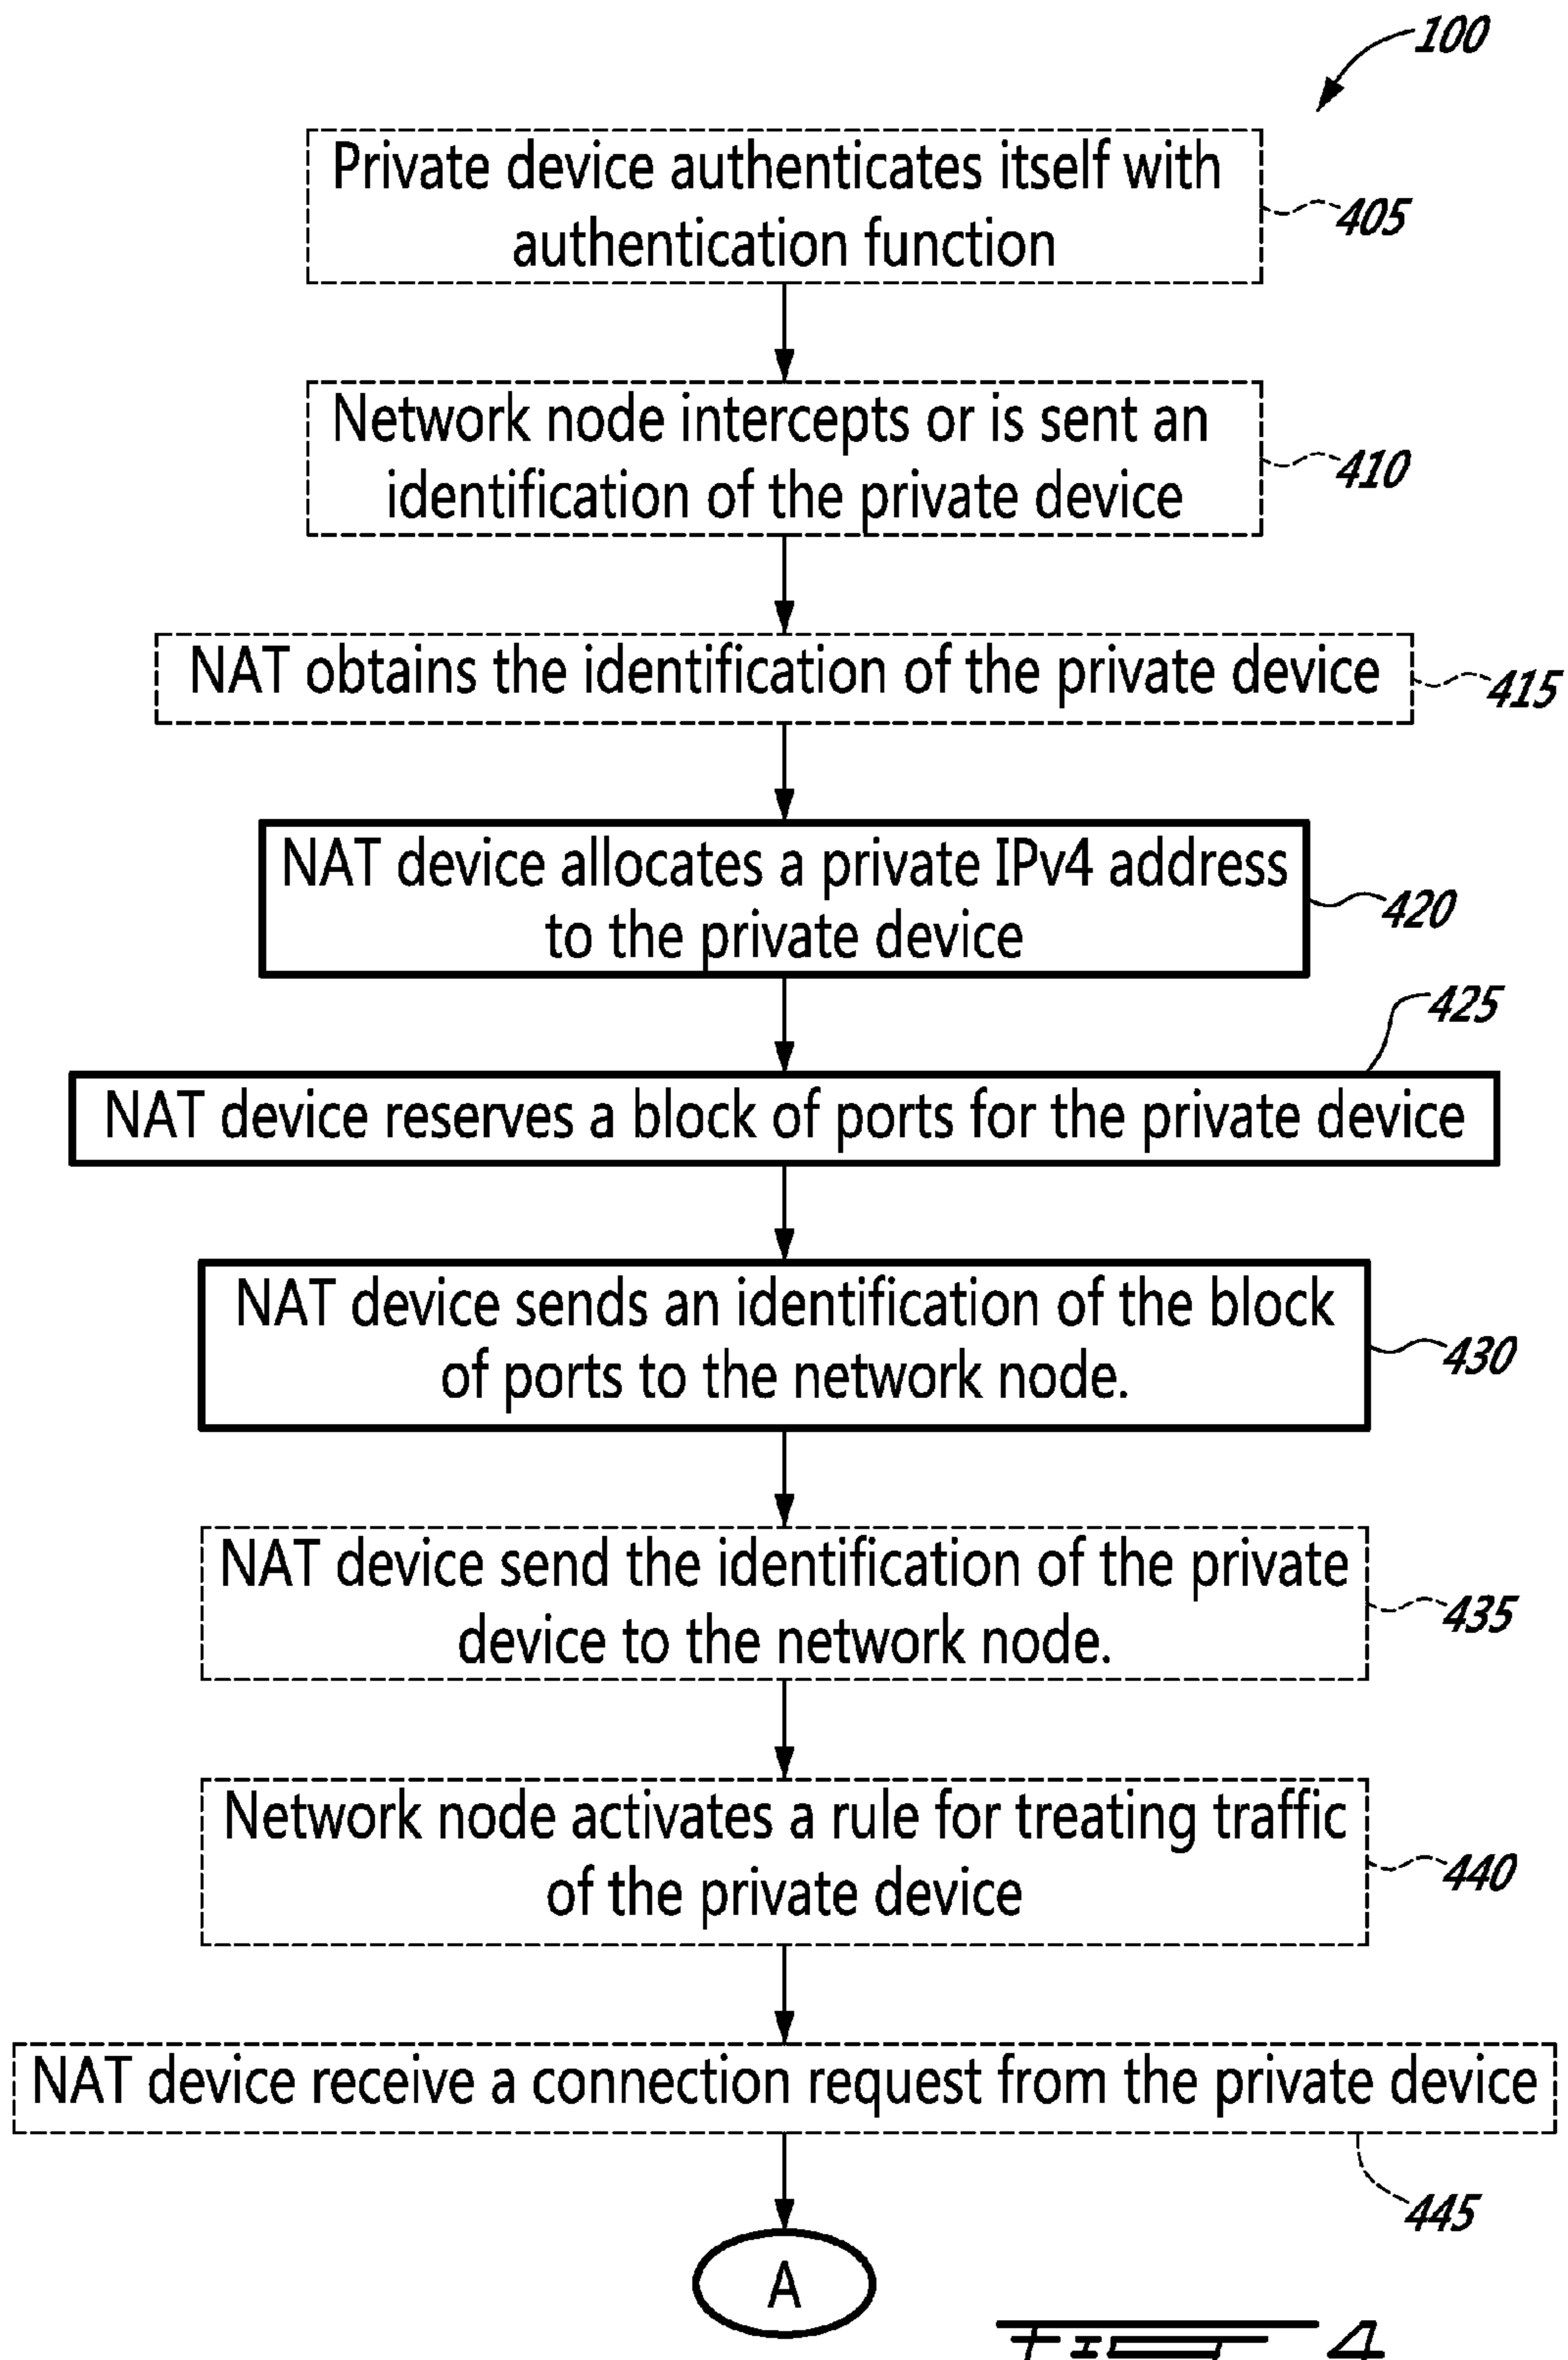 100
Private device authenticates itself with
authentication function
405
Network node intercepts or is sent an
identification of the private device
410
NAT obtains the identification of the private device
415
NAT device allocates a private IPv4 address
to the private device
420
425
NAT device reserves a block of ports for the private device
NAT device sends an identification of the block
of ports to the network node.
430
NAT device send the identification of the private
device to the network node.
435
Network node activates a rule for treating traffic
of the private device
440
NAT device receive a connection request from the private device
445
A
4